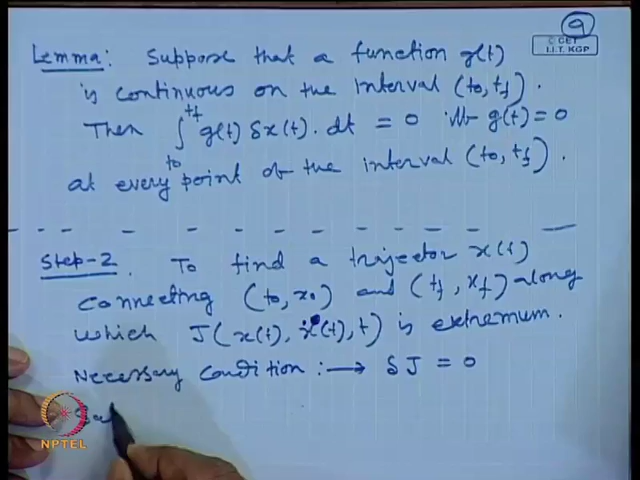 9
© CET
I.I.T. KGP
Lemma: Suppose that a function g(t)
is continuous on the interval (t0, tf).
Then ∫_{t0}^{tf} g(t) δx(t). dt = 0 iff g(t) = 0
at every point of the interval (t0, tf).
Step-2. To find a trajector x(t)
connecting (t0, x0) and (tf, xf) along
which J(x(t), ẋ(t), t) is extremum.
Necessary condition: → δJ = 0
NPTEL